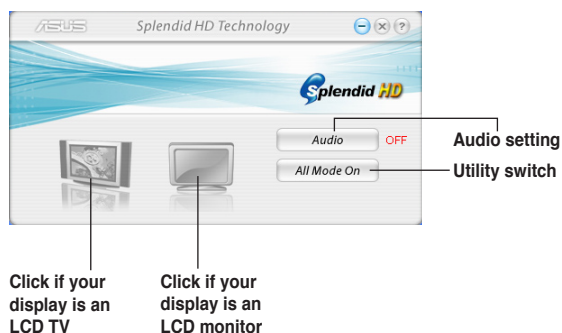 ASUS Splendid HD Technology
Splendid HD
Audio OFF
All Mode On
Audio setting
Utility switch
Click if your
display is an
LCD TV
Click if your
display is an
LCD monitor